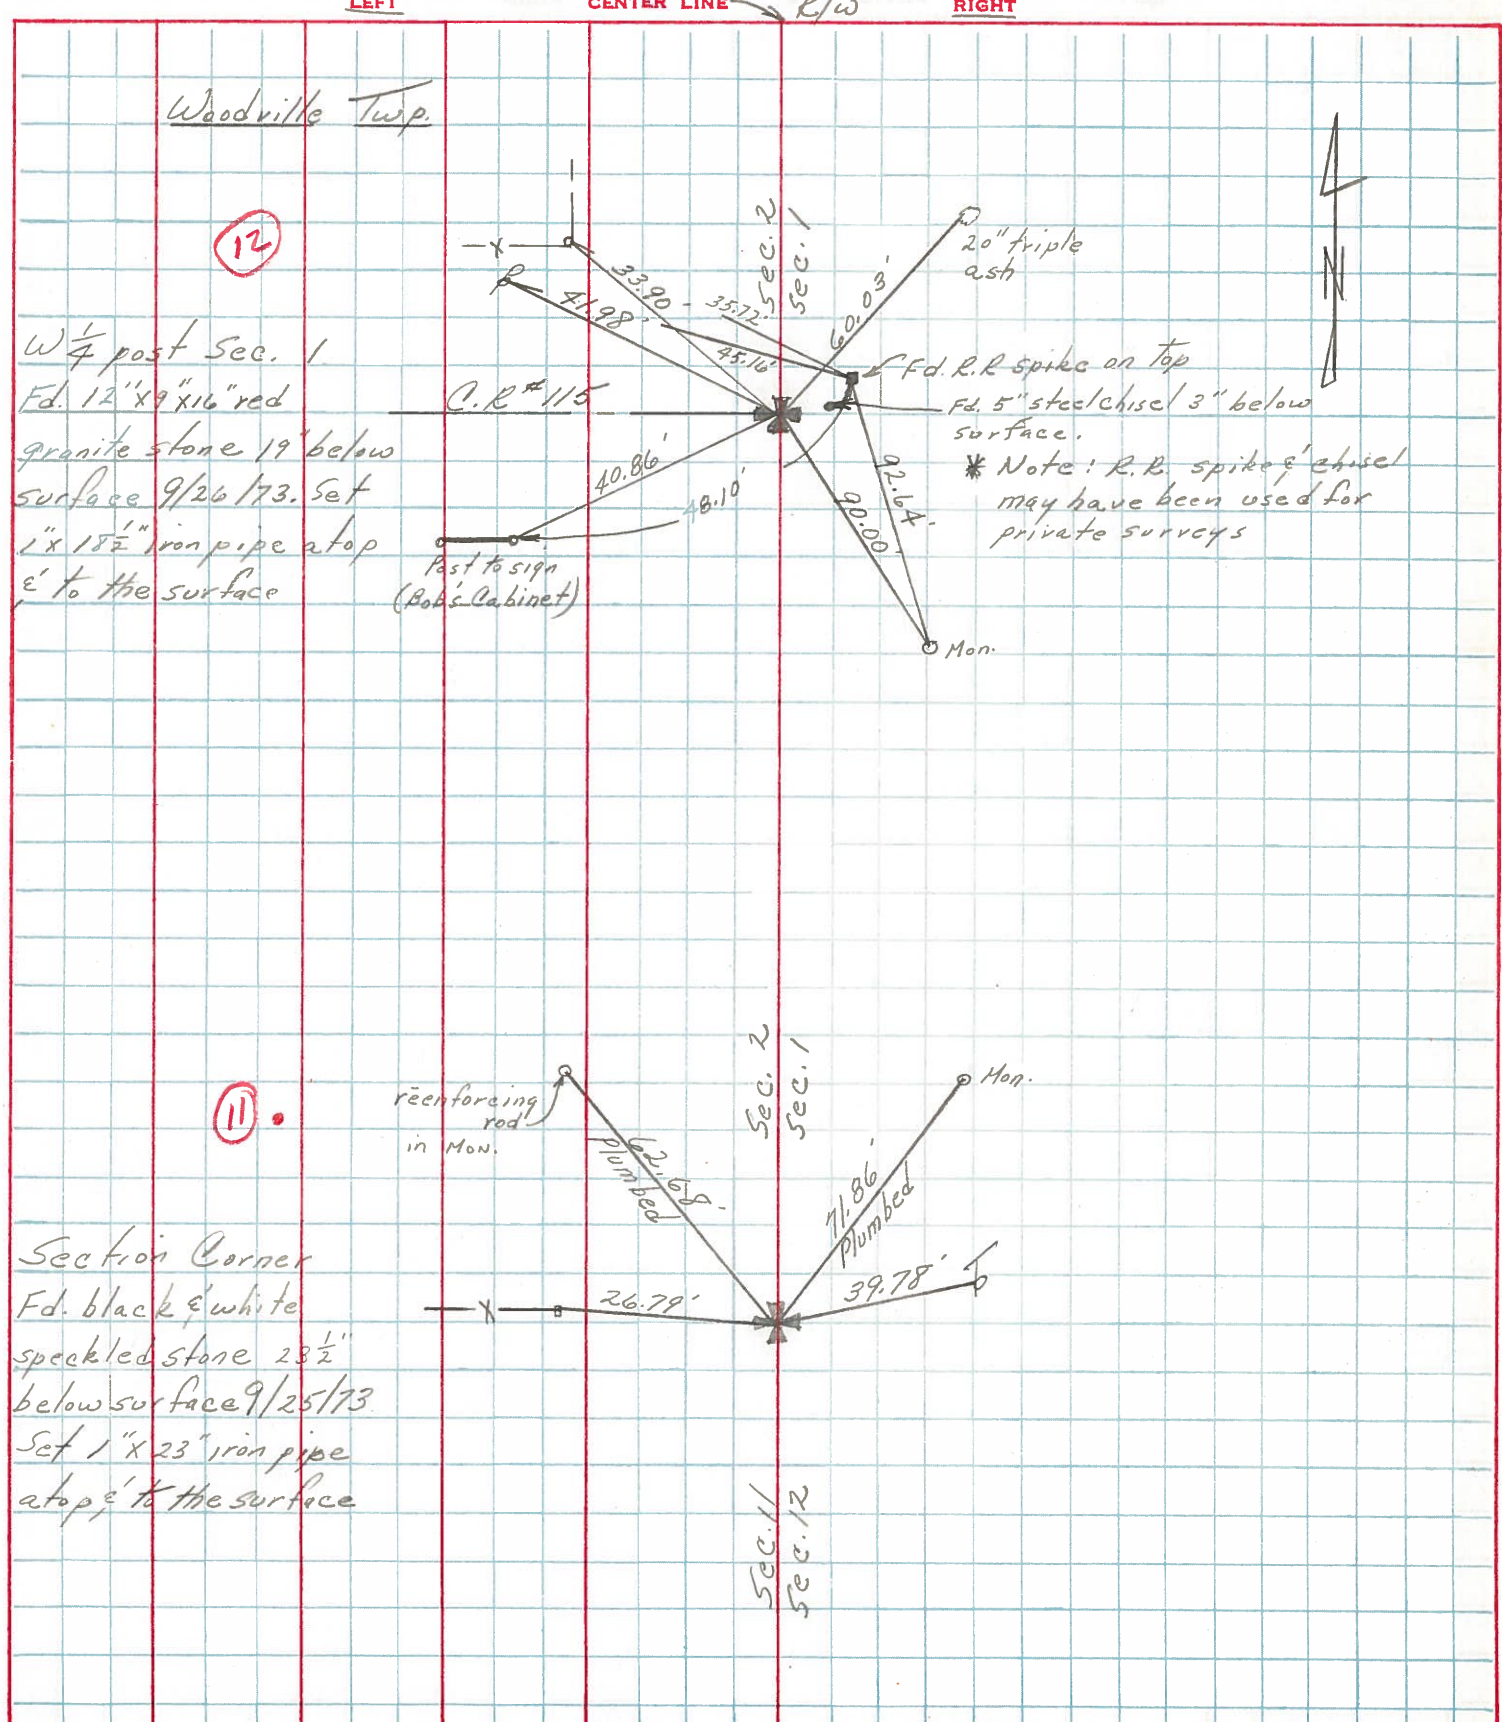 LEFT
CENTER LINE
R/W
RIGHT
Woodville Twp.
12
Sec. 2
Sec. 1
20" triple
ash
N
33.90
41.98'
35.72'
45.16'
60.03'
W 1/4 post Sec. 1
Fd. 12"x9"x16" red
granite stone 19" below
surface 9/26/73. Set
1"x 18 1/2" iron pipe atop
& to the surface
C.R # 115
Fd. R.R spike on top
Fd. 5" steel chisel 3" below
surface.
* Note: R.R. spike & chisel
may have been used for
private surveys
40.86'
48.10'
92.64'
90.00'
Post to sign
(Bob's Cabinet)
Mon.
11
Sec. 2
Sec. 1
reenforcing
rod
in Mon.
Mon.
62.68'
plumbed
71.86'
plumbed
Section Corner
Fd. black & white
speckled stone 23 1/2"
below surface 9/25/73
Set 1"x 23" iron pipe
atop & to the surface
X
26.79'
39.78'
Sec. 11
Sec. 12